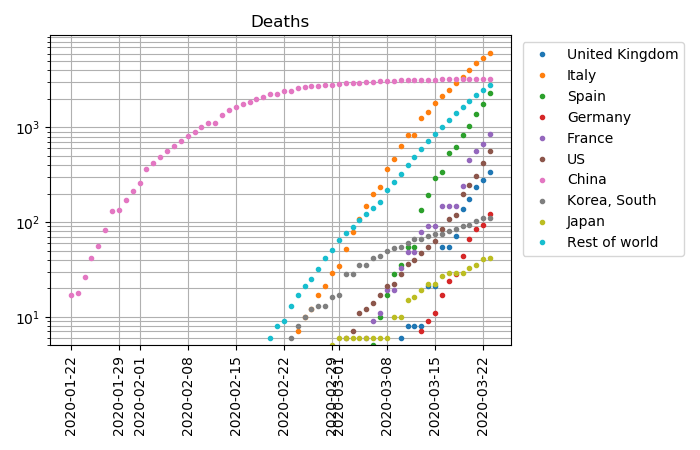 Deaths
10³
10²
10¹
2020-01-22
2020-01-29
2020-02-01
2020-02-08
2020-02-15
2020-02-22
2020-02-29
2020-03-01
2020-03-08
2020-03-15
2020-03-22
United Kingdom
Italy
Spain
Germany
France
US
China
Korea, South
Japan
Rest of world